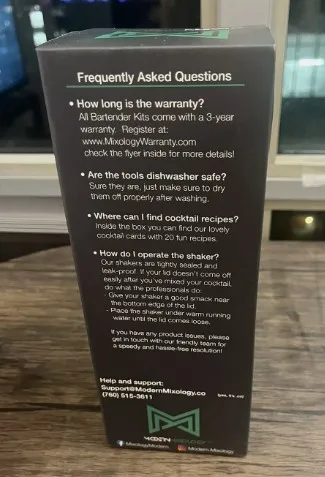 Frequently Asked Questions
• How long is the warranty?
All Bartender Kits come with a 3-year
warranty. Register at:
www.MixologyWarranty.com
check the flyer inside for more details!
• Are the tools dishwasher safe?
Sure they are, just make sure to dry
them off properly after washing.
• Where can I find cocktail recipes?
Inside the box you can find our lovely
cocktail cards with 20 fun recipes.
• How do I operate the shaker?
Our shakers are tightly sealed and
leak-proof. If your lid doesn't come off
easily after you've mixed your cocktail,
do what the professionals do:
- Give your shaker a good smack near
the bottom edge of the lid.
- Place the shaker under warm running
water until the lid comes loose.
If you have any product issues, please
get in touch with our friendly team for
a speedy and hassle-free resolution!
Help and support:
Support@ModernMixology.co
(760) 515-3611
MODERN MIXOLOGY
MixologyModern
Modern.Mixology